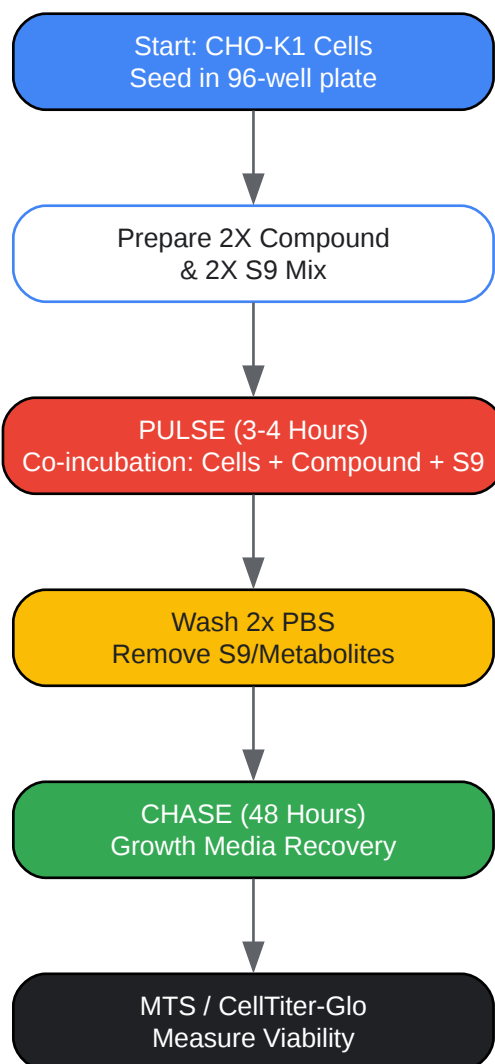 Start: CHO-K1 Cells
Seed in 96-well plate
Prepare 2X Compound
& 2X S9 Mix
PULSE (3-4 Hours)
Co-incubation: Cells + Compound + S9
Wash 2x PBS
Remove S9/Metabolites
CHASE (48 Hours)
Growth Media Recovery
MTS / CellTiter-Glo
Measure Viability